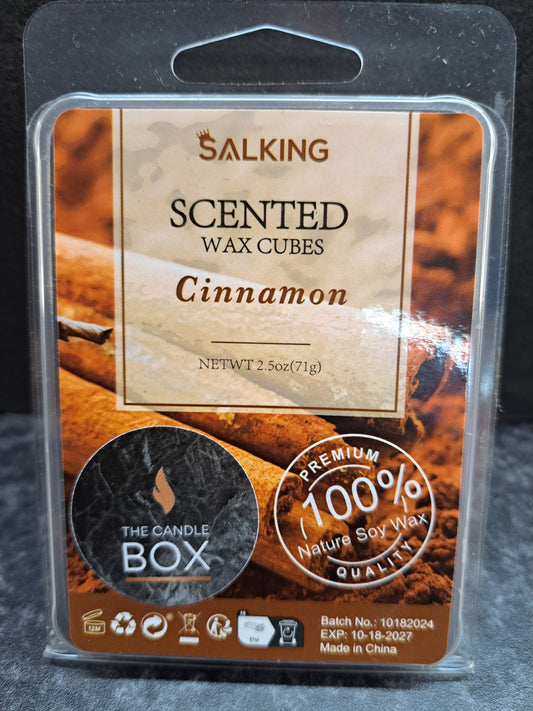 SALKING
SCENTED
WAX CUBES
Cinnamon
NETWT 2.5oz(71g)
THE CANDLE
BOX
PREMIUM
100%
Nature Soy Wax
QUALITY
12M
Batch No.: 10182024
EXP: 10-18-2027
Made in China